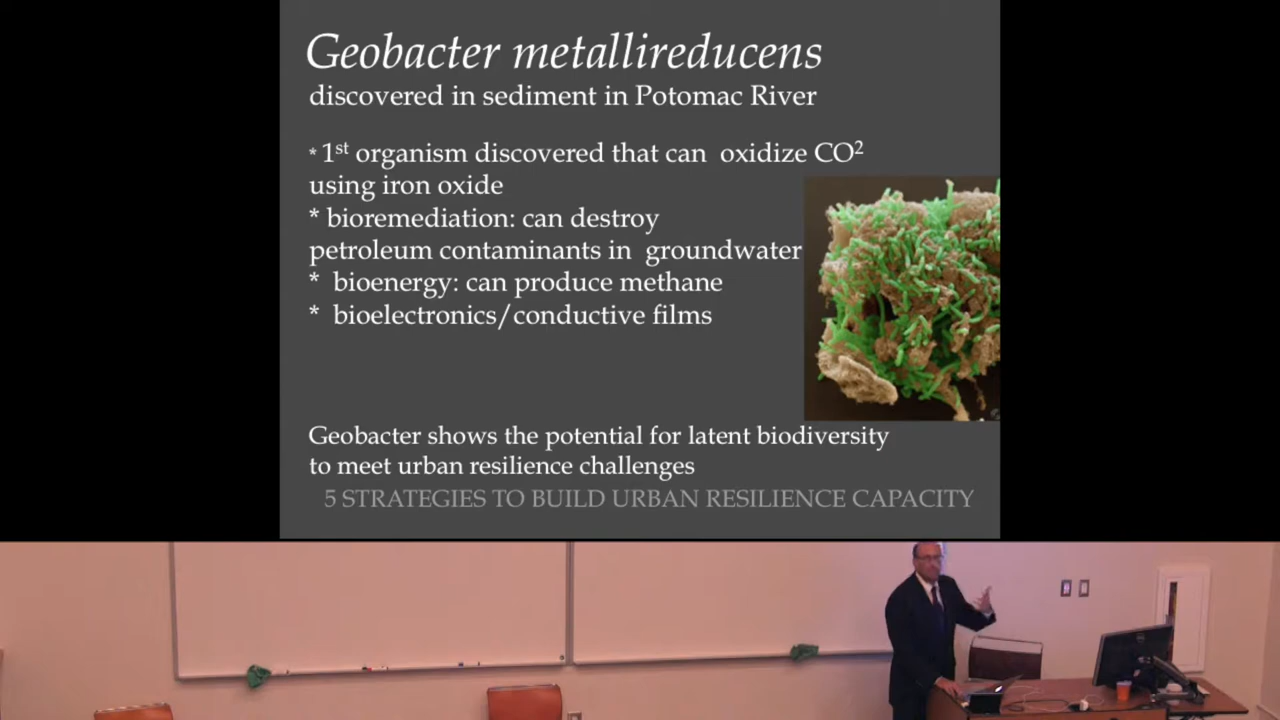 Geobacter metallireducens
discovered in sediment in Potomac River
* 1st organism discovered that can oxidize CO2
using iron oxide
* bioremediation: can destroy
petroleum contaminants in groundwater
* bioenergy: can produce methane
* bioelectronics/conductive films
Geobacter shows the potential for latent biodiversity
to meet urban resilience challenges
5 STRATEGIES TO BUILD URBAN RESILIENCE CAPACITY